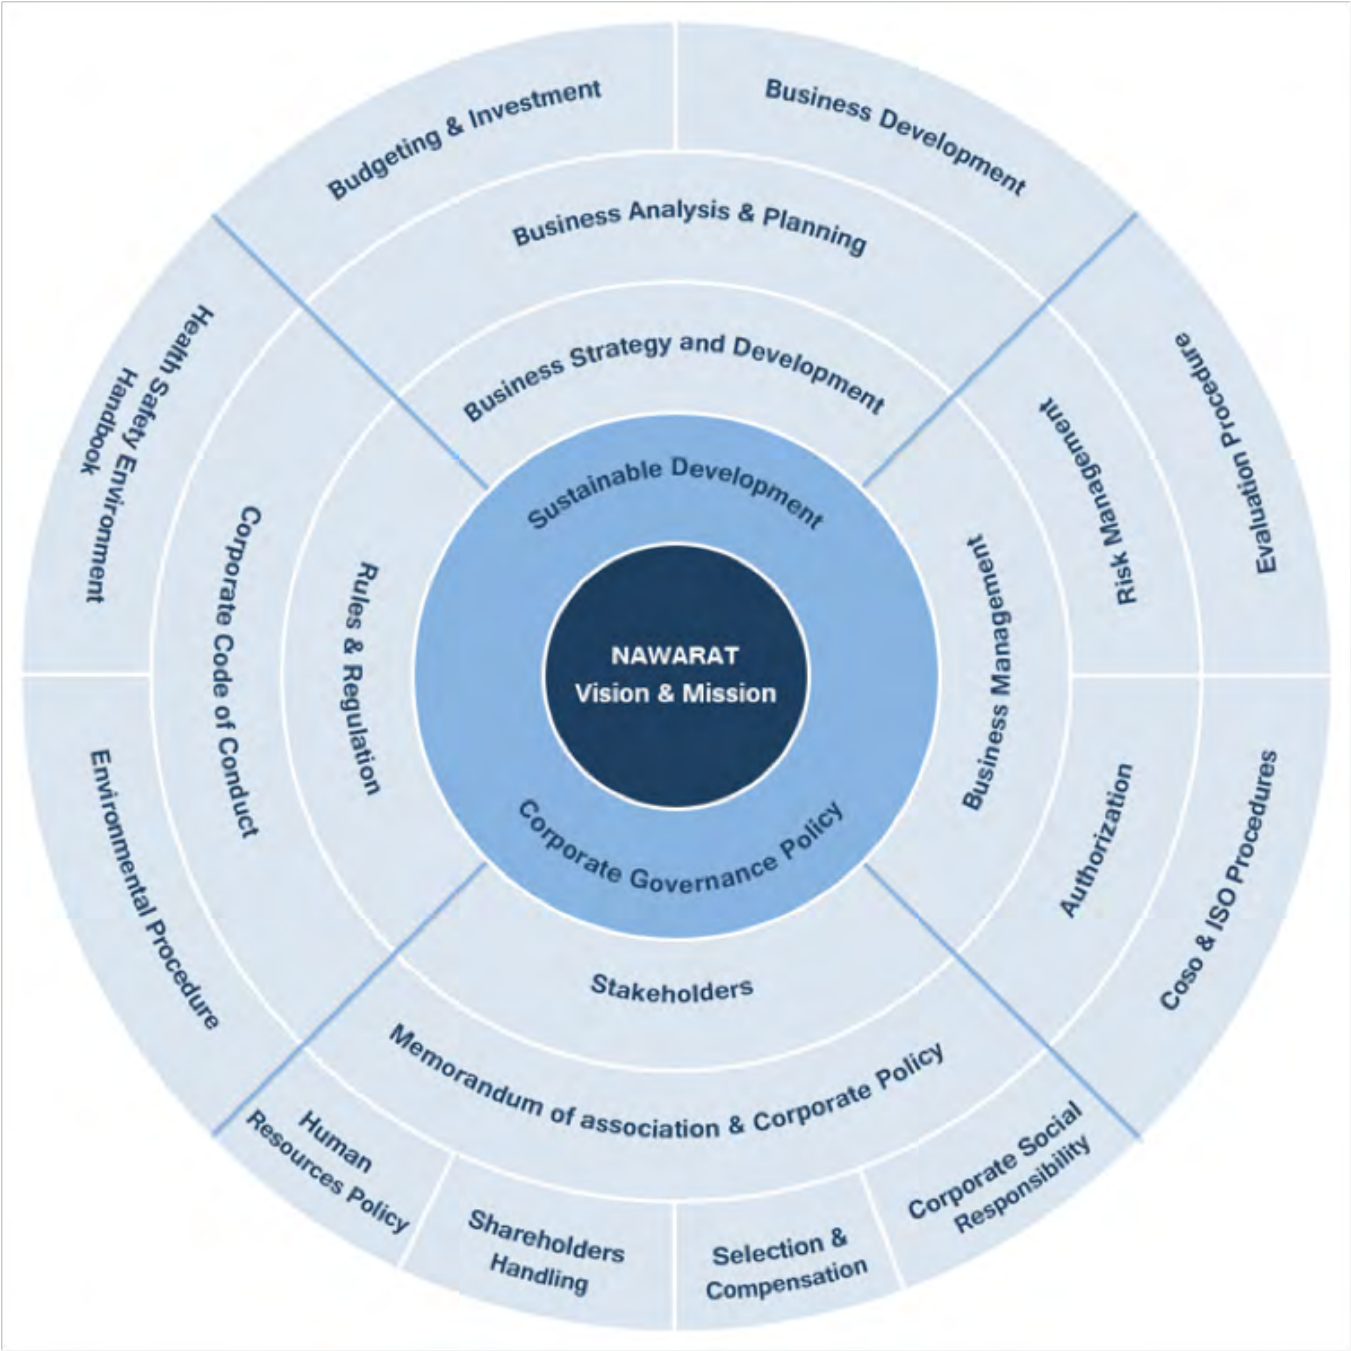 Budgeting & Investment
Business Development
Business Analysis & Planning
Business Strategy and Development
Health Safety Environment
Handbook
Corporate Code of Conduct
Rules & Regulation
Environmental Procedure
Sustainable Development
NAWARAT
Vision & Mission
Corporate Governance Policy
Business Management
Risk Management
Evaluation Procedure
Authorization
Coso & ISO Procedures
Stakeholders
Memorandum of association & Corporate Policy
Human
Resources Policy
Shareholders
Handling
Selection &
Compensation
Corporate Social
Responsibility